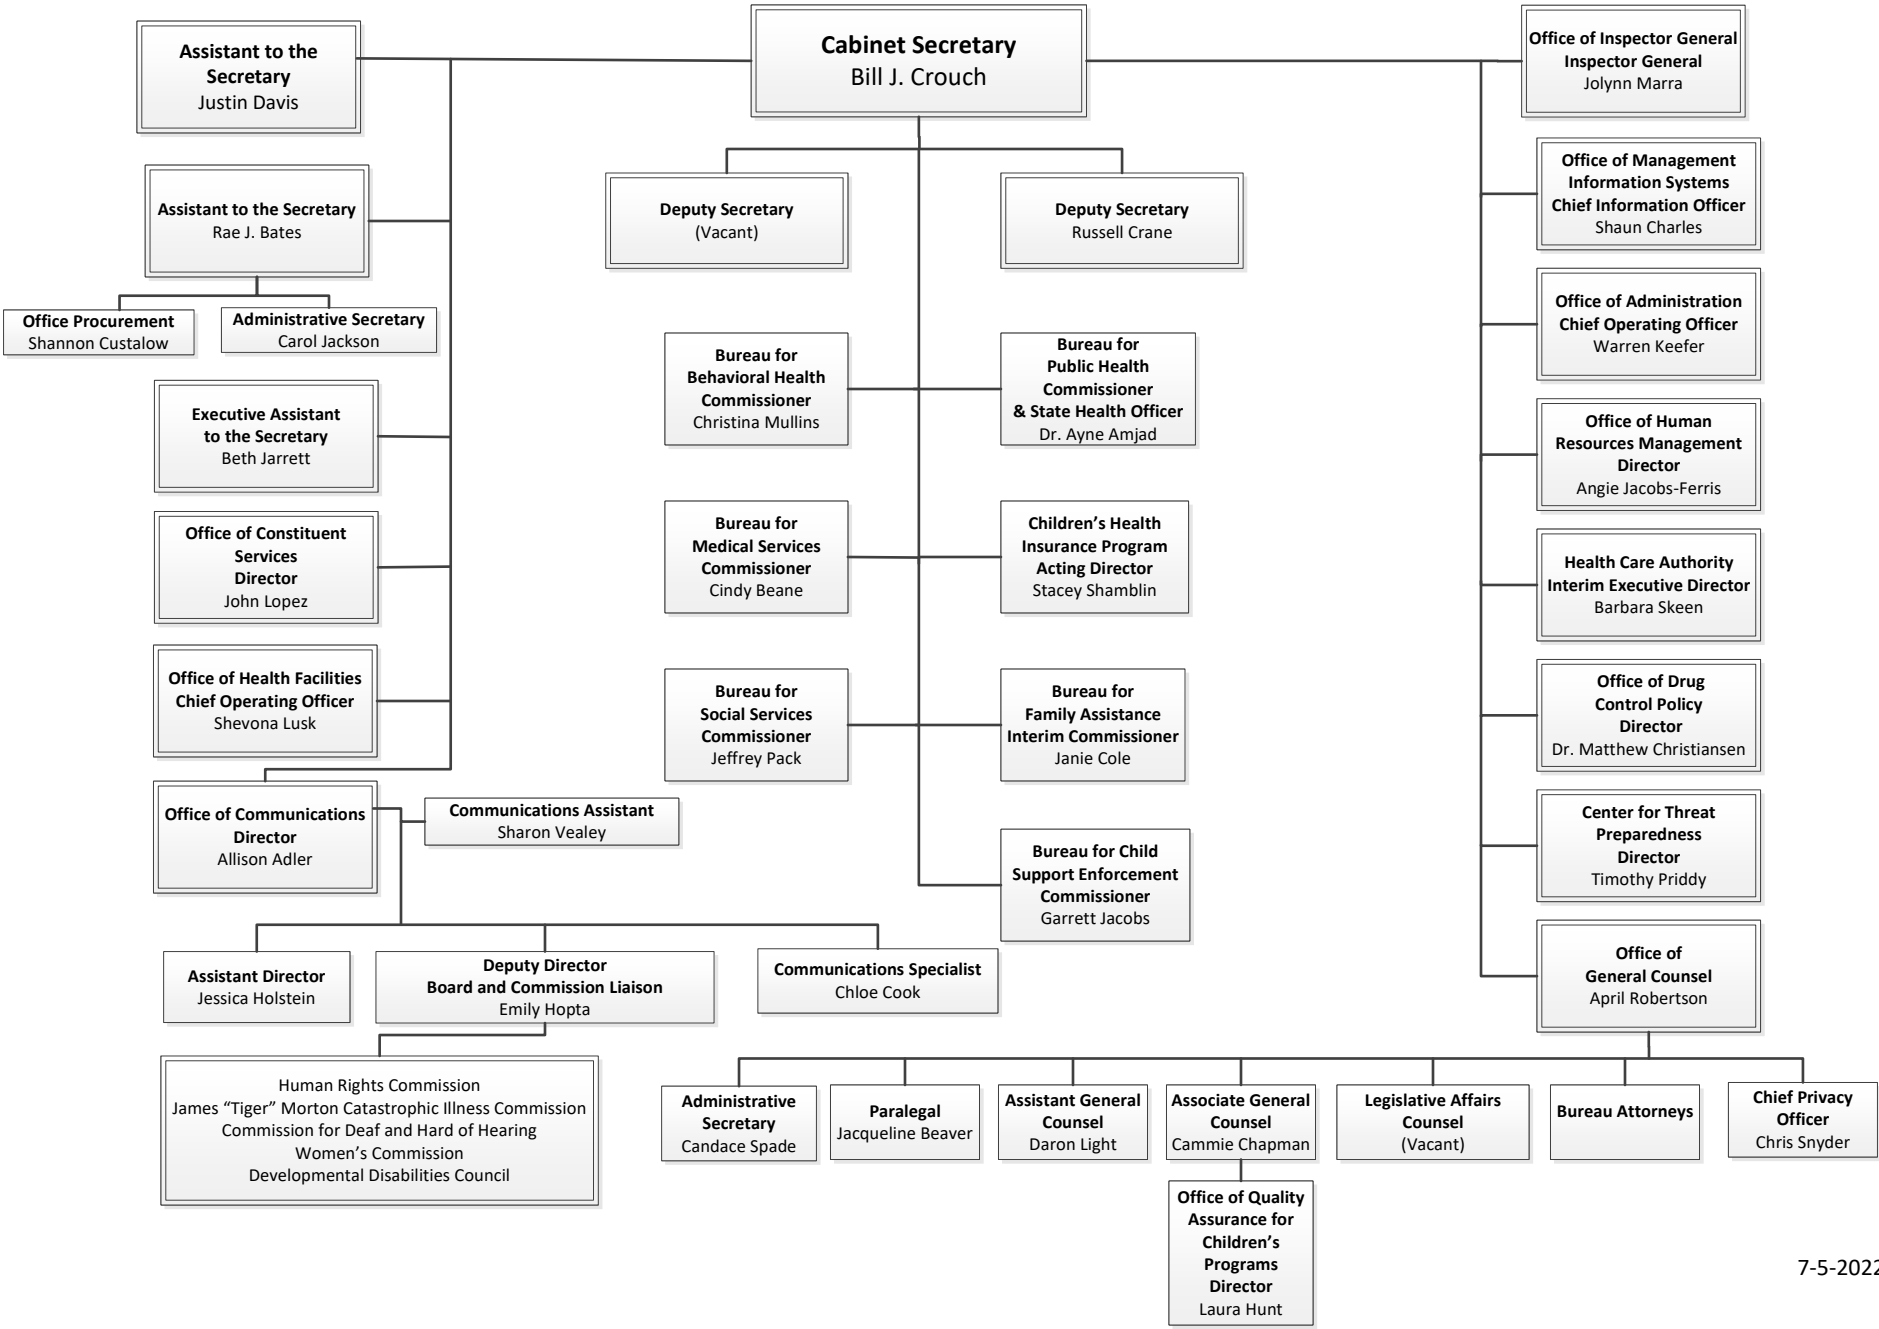 Cabinet Secretary
Bill J. Crouch
Assistant to the
Secretary
Justin Davis
Assistant to the Secretary
Rae J. Bates
Office Procurement
Shannon Custalow
Administrative Secretary
Carol Jackson
Executive Assistant
to the Secretary
Beth Jarrett
Office of Constituent
Services
Director
John Lopez
Office of Health Facilities
Chief Operating Officer
Shevona Lusk
Office of Communications
Director
Allison Adler
Communications Assistant
Sharon Vealey
Assistant Director
Jessica Holstein
Deputy Director
Board and Commission Liaison
Emily Hopta
Communications Specialist
Chloe Cook
Human Rights Commission
James “Tiger” Morton Catastrophic Illness Commission
Commission for Deaf and Hard of Hearing
Women’s Commission
Developmental Disabilities Council
Deputy Secretary
(Vacant)
Deputy Secretary
Russell Crane
Bureau for
Behavioral Health
Commissioner
Christina Mullins
Bureau for
Public Health
Commissioner
& State Health Officer
Dr. Ayne Amjad
Bureau for
Medical Services
Commissioner
Cindy Beane
Children’s Health
Insurance Program
Acting Director
Stacey Shamblin
Bureau for
Social Services
Commissioner
Jeffrey Pack
Bureau for
Family Assistance
Interim Commissioner
Janie Cole
Bureau for Child
Support Enforcement
Commissioner
Garrett Jacobs
Office of Inspector General
Inspector General
Jolynn Marra
Office of Management
Information Systems
Chief Information Officer
Shaun Charles
Office of Administration
Chief Operating Officer
Warren Keefer
Office of Human
Resources Management
Director
Angie Jacobs-Ferris
Health Care Authority
Interim Executive Director
Barbara Skeen
Office of Drug
Control Policy
Director
Dr. Matthew Christiansen
Center for Threat
Preparedness
Director
Timothy Priddy
Office of
General Counsel
April Robertson
Administrative
Secretary
Candace Spade
Paralegal
Jacqueline Beaver
Assistant General
Counsel
Daron Light
Associate General
Counsel
Cammie Chapman
Legislative Affairs
Counsel
(Vacant)
Bureau Attorneys
Chief Privacy
Officer
Chris Snyder
Office of Quality
Assurance for
Children’s
Programs
Director
Laura Hunt
7-5-2022